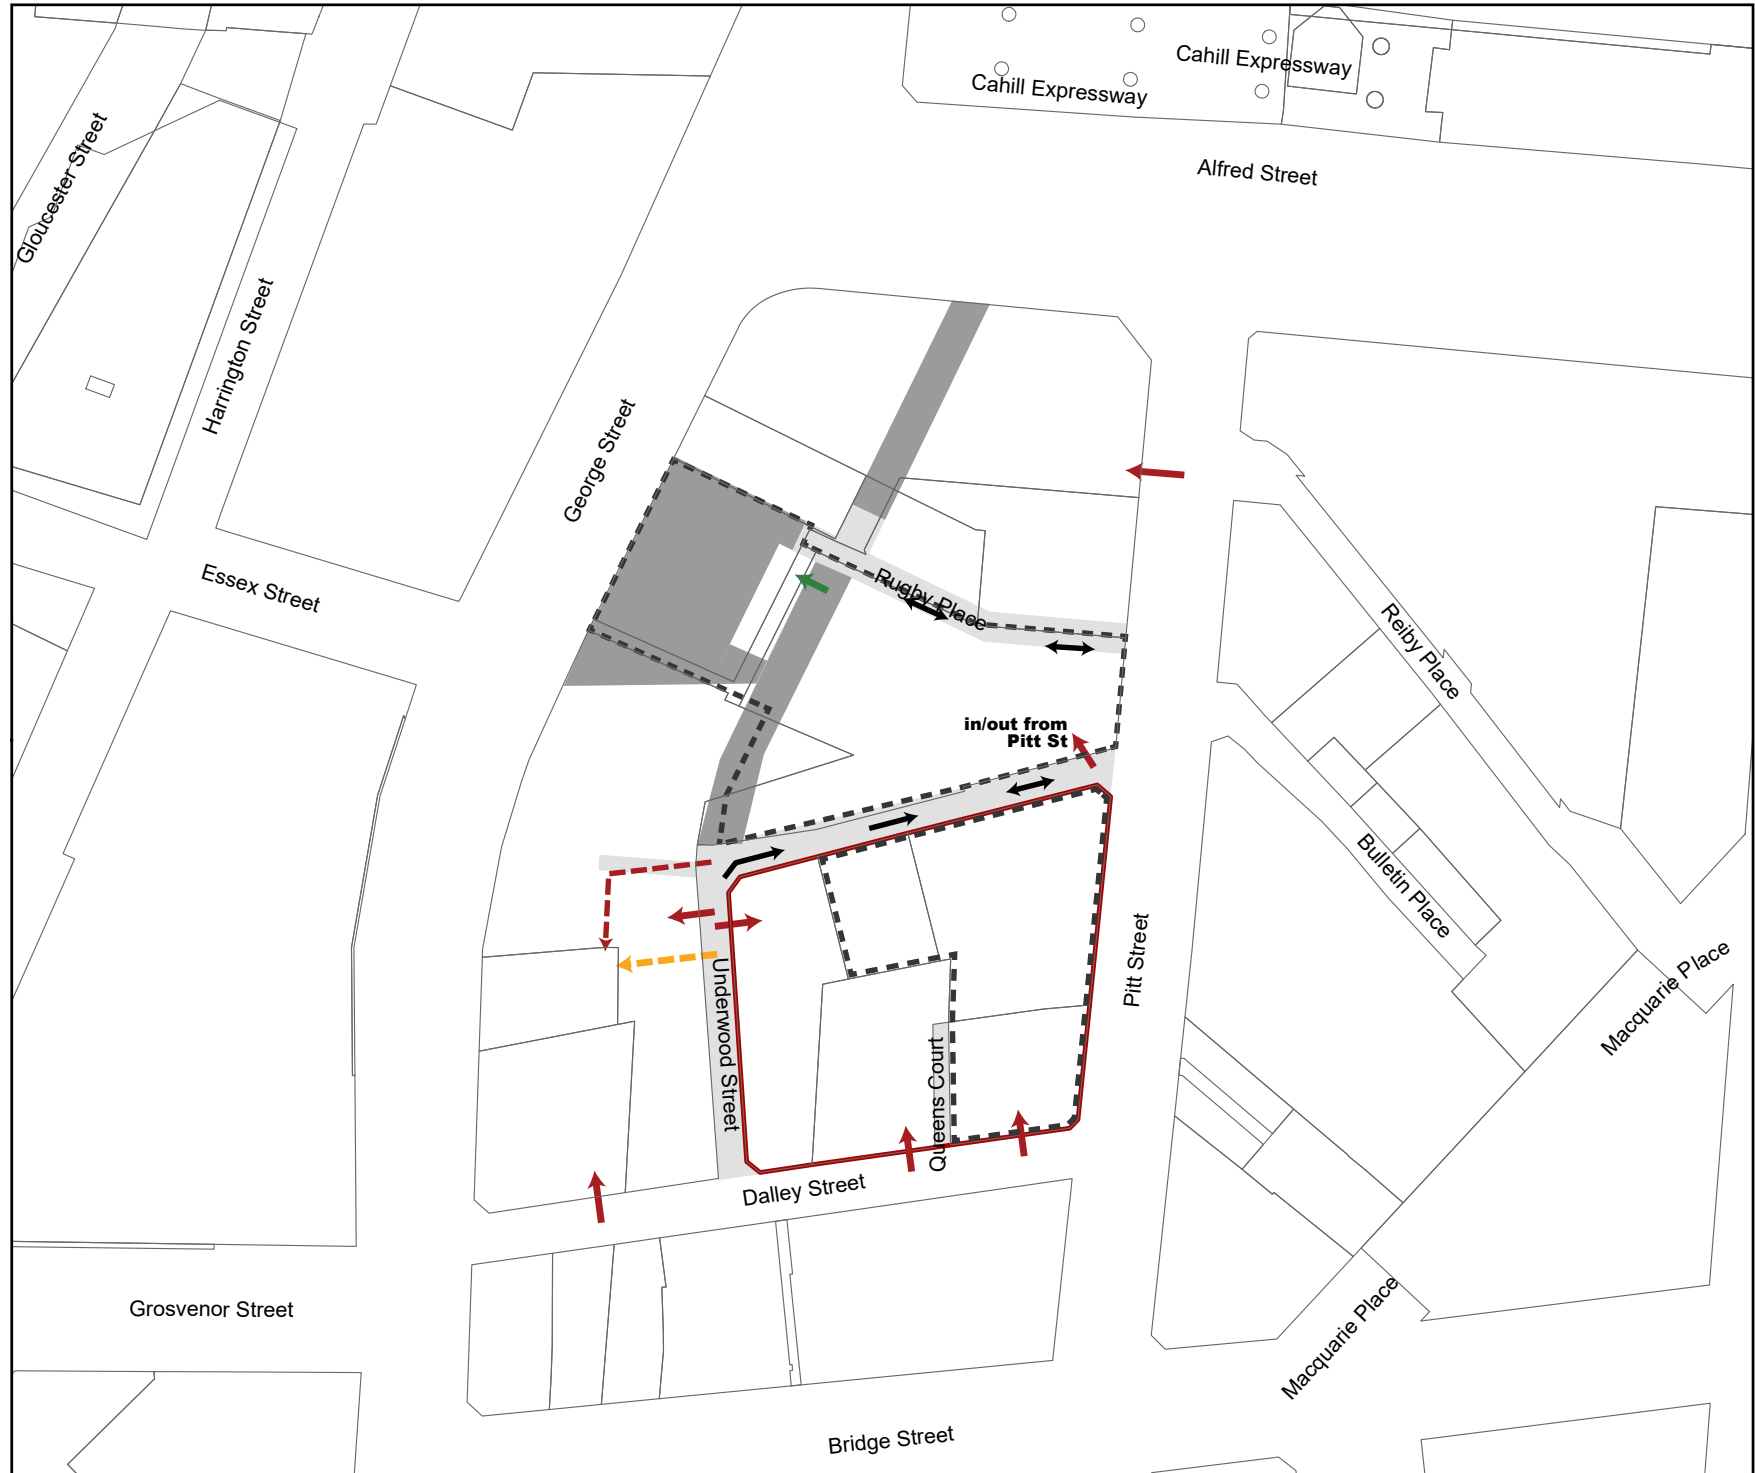 Cahill Expressway
Cahill Expressway
Gloucester Street
Alfred Street
Harrington Street
George Street
Essex Street
Rugby Place
Reiby Place
in/out from
Pitt St
Bulletin Place
Pitt Street
Macquarie Place
Underwood Street
Queens Court
Dalley Street
Grosvenor Street
Macquarie Place
Bridge Street